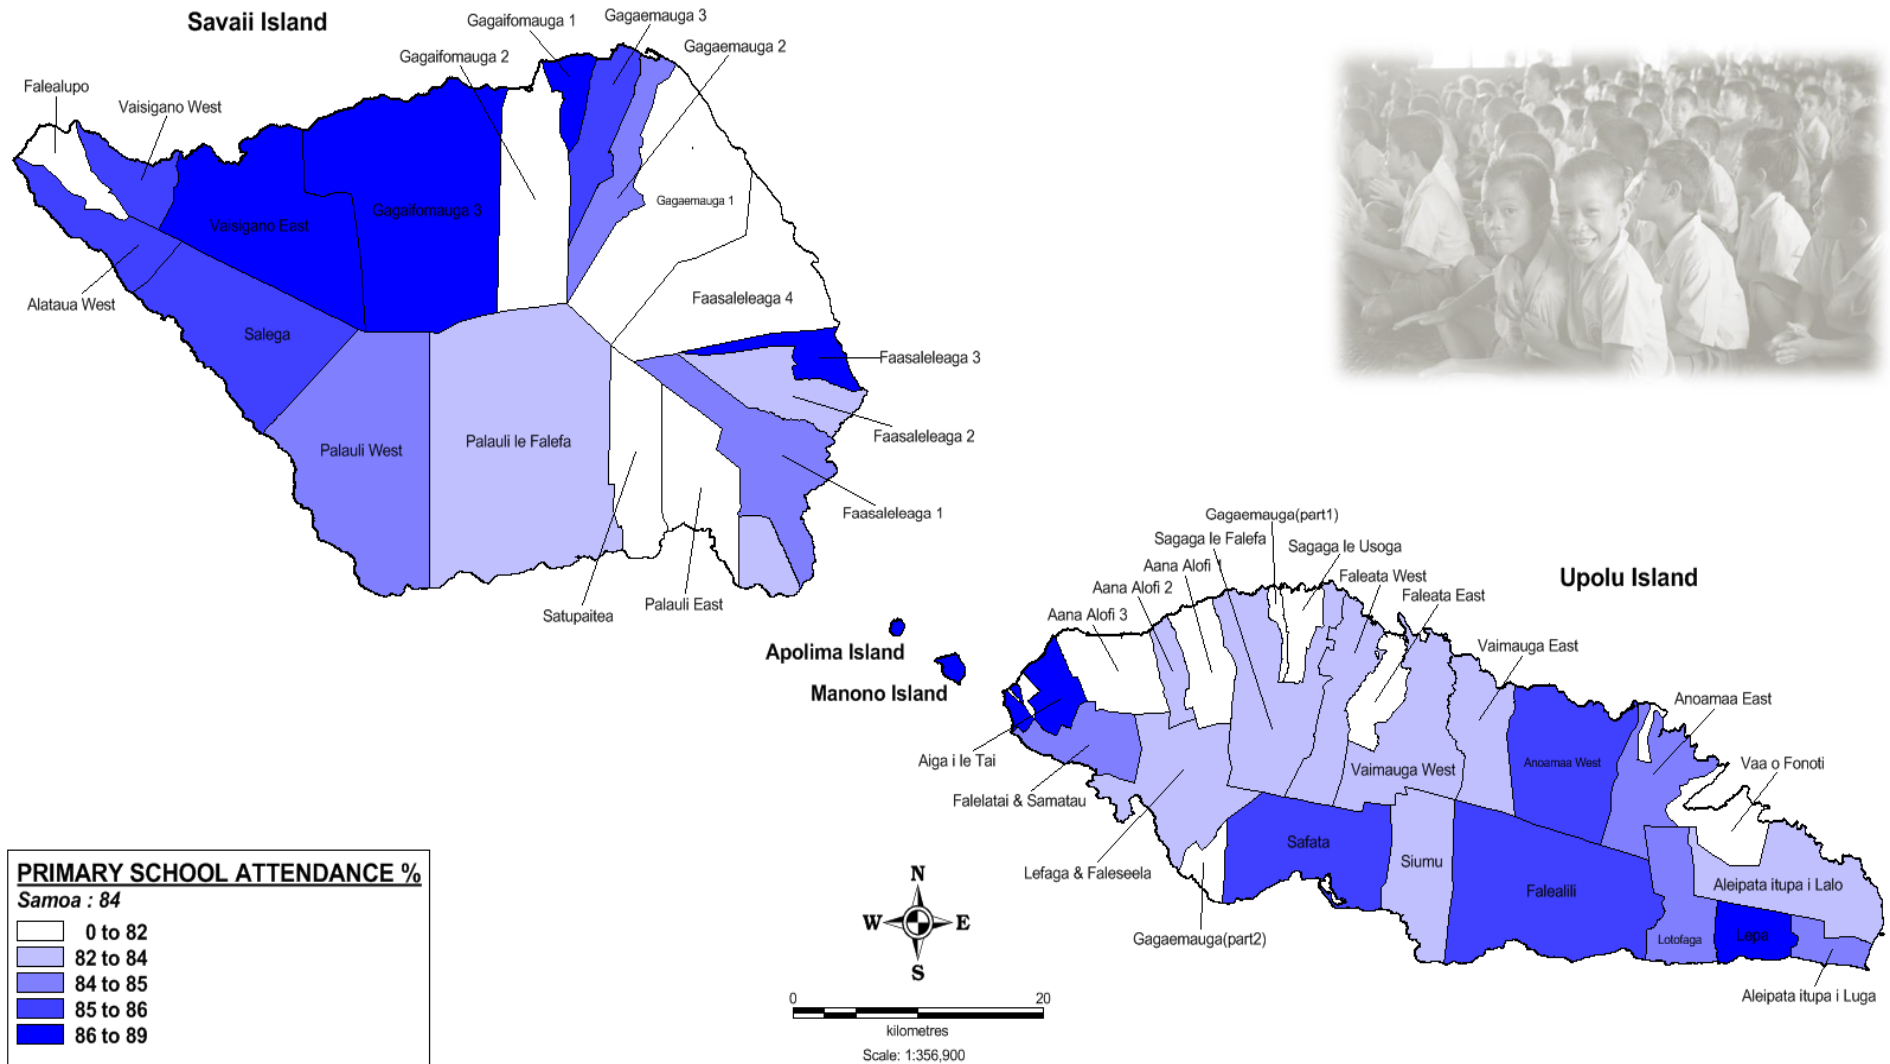 Savaii Island
Gagaifomauga 1
Gagaemauga 3
Gagaifomauga 2
Gagaemauga 2
Falealupo
Vaisigano West
Gagaemauga 1
Gagaifomauga 3
Vaisigano East
Alataua West
Faasaleleaga 4
Salega
Faasaleleaga 3
Faasaleleaga 2
Palauli West
Palauli le Falefa
Faasaleleaga 1
Satupaitea
Palauli East
Apolima Island
Manono Island
Upolu Island
Gagaemauga(part1)
Sagaga le Falefa
Sagaga le Usoga
Aana Alofi 1
Faleata West
Aana Alofi 2
Faleata East
Aana Alofi 3
Vaimauga East
Anoamaa East
Aiga i le Tai
Vaimauga West
Anoamaa West
Vaa o Fonoti
Falelatai & Samatau
Safata
Siumu
Lefaga & Faleseela
Falealili
Aleipata itupa i Lalo
Gagaemauga(part2)
Lotofaga
Lepa
Aleipata itupa i Luga
PRIMARY SCHOOL ATTENDANCE %
Samoa : 84
0 to 82
82 to 84
84 to 85
85 to 86
86 to 89
N
W E
S
0 20
kilometres
Scale: 1:356,900